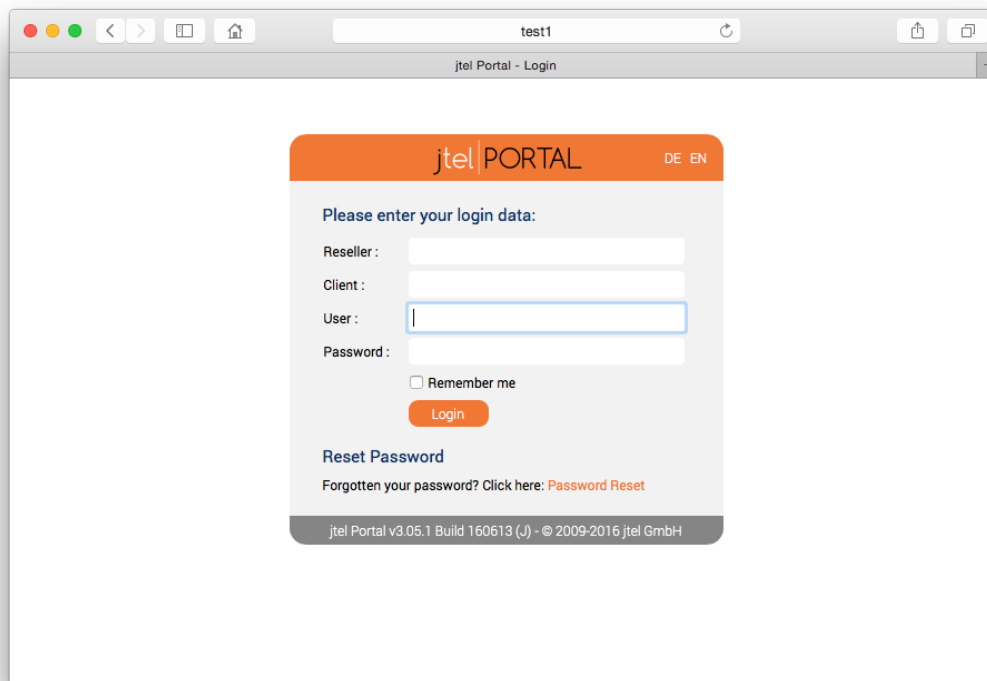 test1
jtel Portal - Login
jtel PORTAL DE EN
Please enter your login data:
Reseller :
Client :
User :
Password :
Remember me
Login
Reset Password
Forgotten your password? Click here: Password Reset
jtel Portal v3.05.1 Build 160613 (J) - © 2009-2016 jtel GmbH